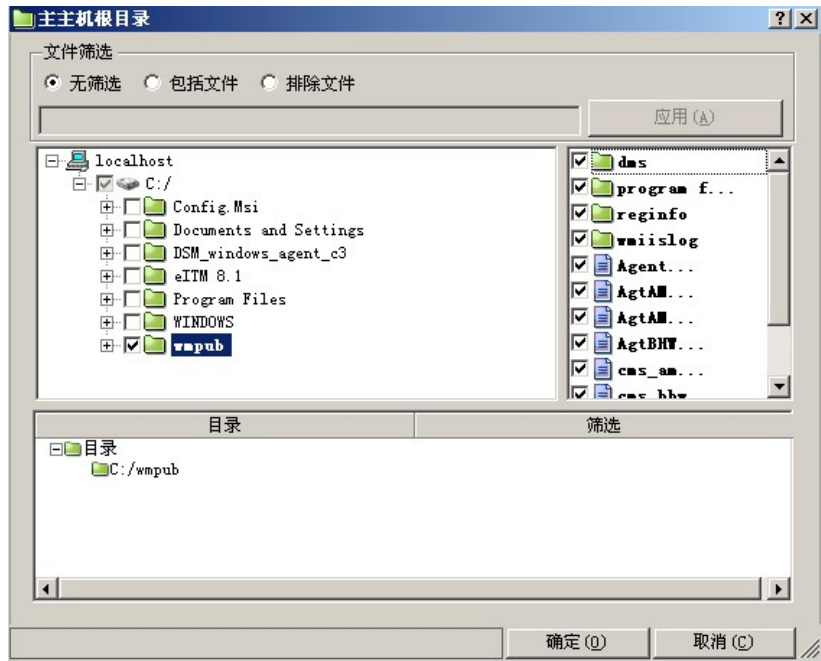 主主机根目录
文件筛选
无筛选 包括文件 排除文件
应用(A)
localhost
C:/
Config.Msi
Documents and Settings
DSM_windows_agent_c3
eITM 8.1
Program Files
WINDOWS
wmpub
dms
program f...
reginfo
wmiislog
Agent...
AgtAM...
AgtAM...
AgtBHW...
cms_am...
目录 筛选
目录
C:/wmpub
确定(O) 取消(C)